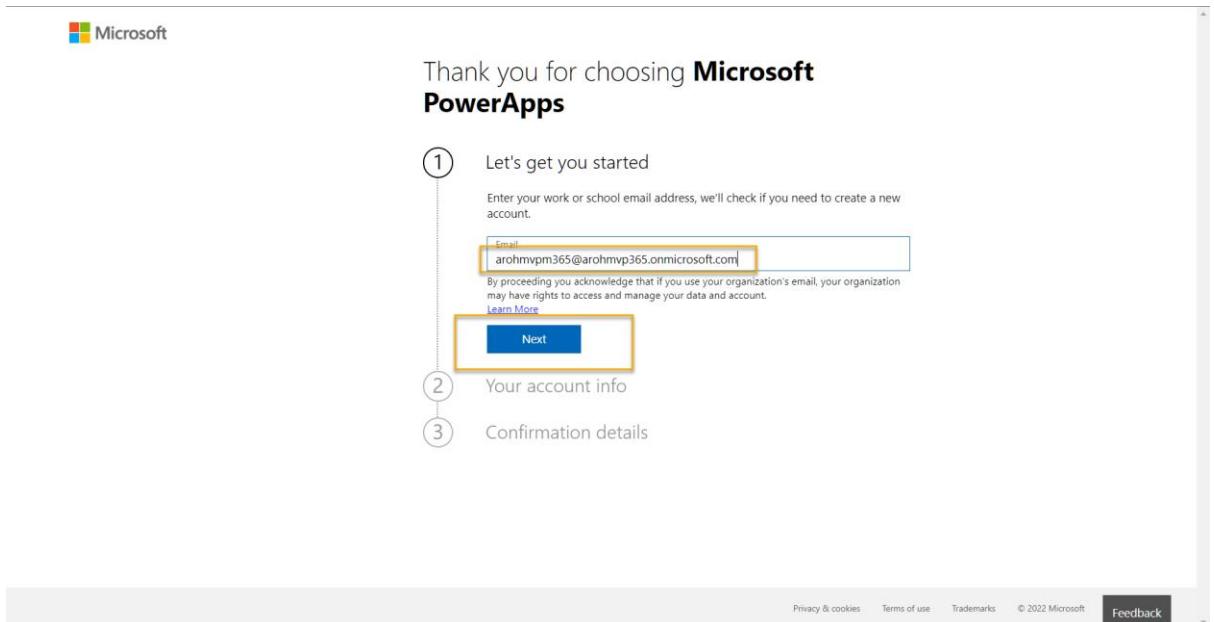 Microsoft
Thank you for choosing Microsoft
PowerApps
1
Let's get you started
Enter your work or school email address, we'll check if you need to create a new
account.
Email
arohmvpm365@arohmvp365.onmicrosoft.com
By proceeding you acknowledge that if you use your organization's email, your organization
may have rights to access and manage your data and account.
Learn More
Next
2
Your account info
3
Confirmation details
Privacy & cookies Terms of use Trademarks © 2022 Microsoft Feedback